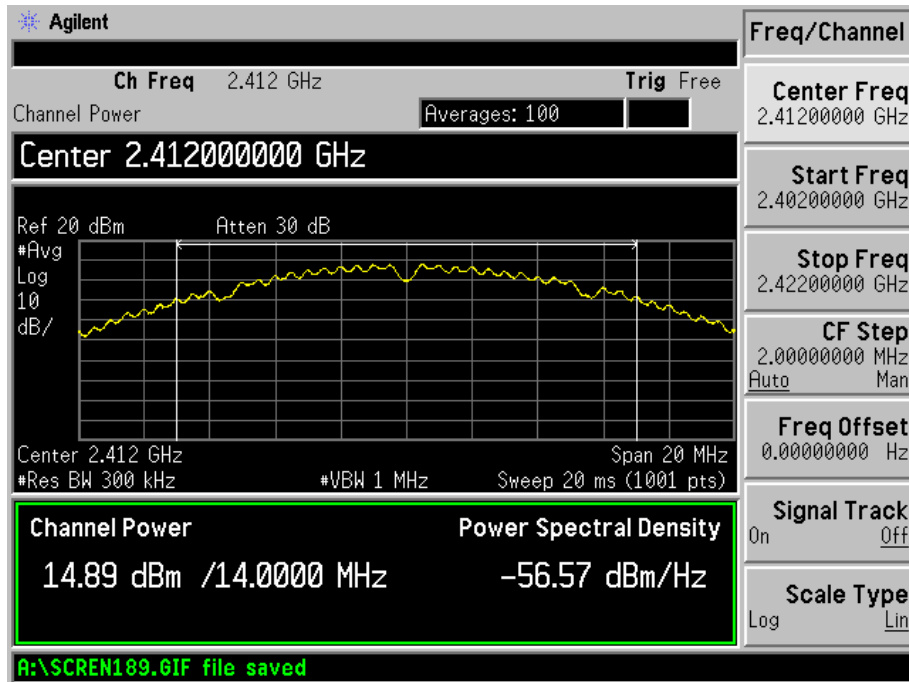 Agilent
Ch Freq 2.412 GHz Trig Free
Channel Power Averages: 100
Center 2.412000000 GHz
Ref 20 dBm Atten 30 dB
#Avg
Log
10
dB/
Center 2.412 GHz Span 20 MHz
#Res BW 300 kHz #VBW 1 MHz Sweep 20 ms (1001 pts)
Channel Power Power Spectral Density
14.89 dBm /14.0000 MHz -56.57 dBm/Hz
A:\SCREN189.GIF file saved
Freq/Channel
Center Freq
2.41200000 GHz
Start Freq
2.40200000 GHz
Stop Freq
2.42200000 GHz
CF Step
2.00000000 MHz
Auto Man
Freq Offset
0.00000000 Hz
Signal Track
On Off
Scale Type
Log Lin